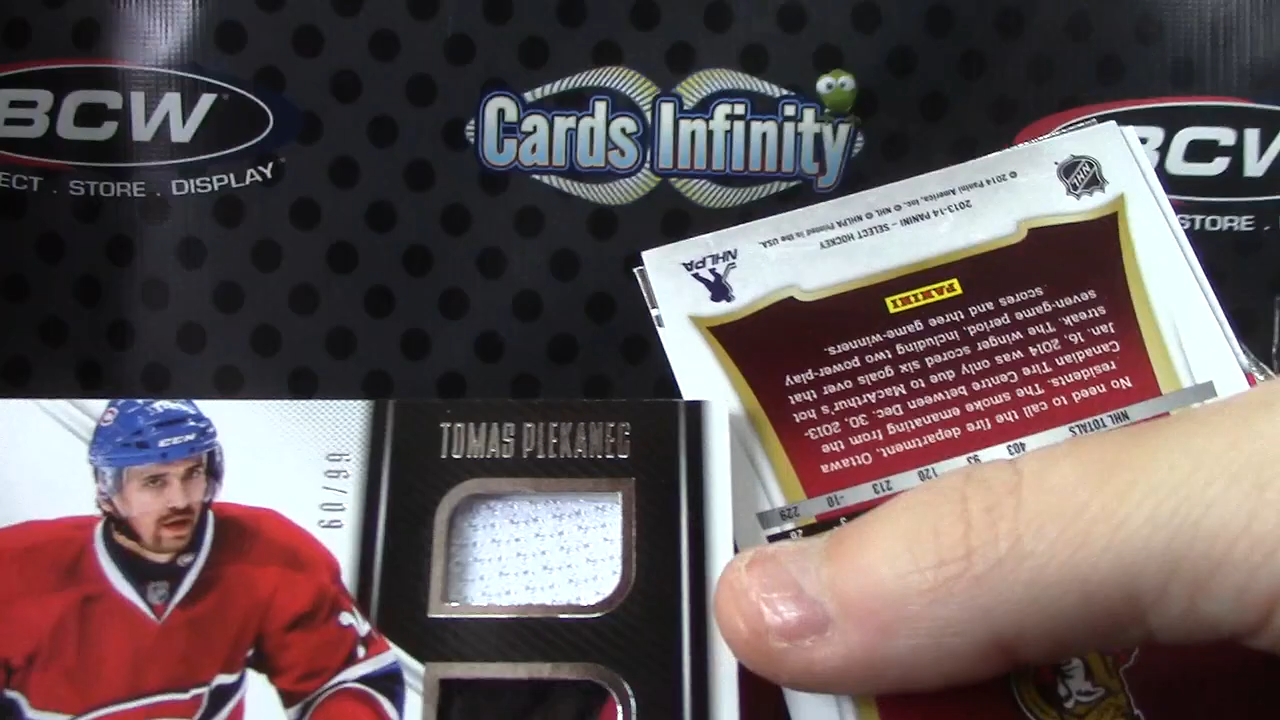 BCW
ECT . STORE . DISPLAY
Cards Infinity
BCW
STORE .
TOMAS PLEKANEC
60/99
CCM
No need to call the fire department, Ottawa
residents. The smoke emanating from the
Canadian Tire Centre between Dec. 30, 2013-
Jan. 16, 2014 was only due to MacArthur's hot
streak. The winger scored six goals over that
seven-game period, including two power-play
scores and three game-winners.
PANINI
NHLPA
2013-14 PANINI – SELECT HOCKEY
© 2014 Panini America, Inc. © NHL © NHLPA Printed in the USA.
NHL
NHL TOTALS
403 93 120 213 -10 229